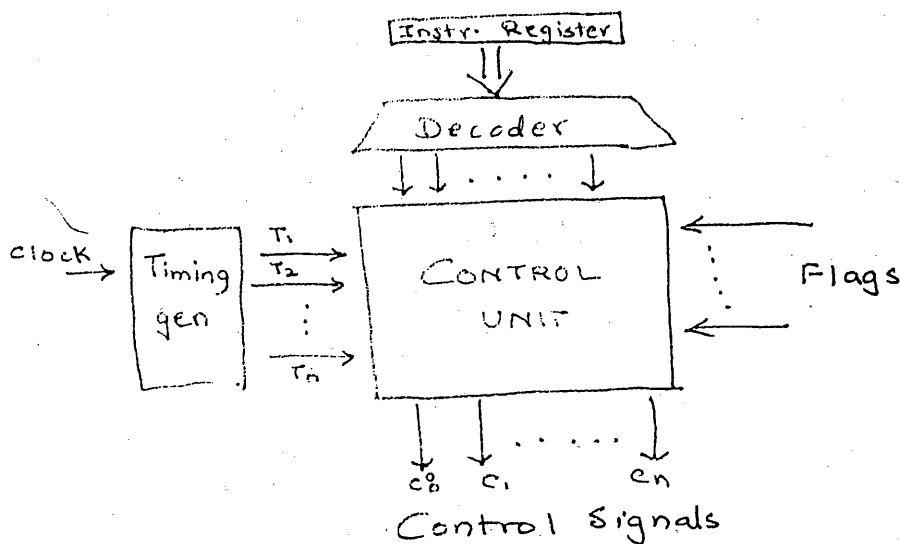 Instr. Register
Decoder
Clock
Timing
gen
T1
T2
Tn
CONTROL
UNIT
Flags
C0
C1
Cn
Control Signals